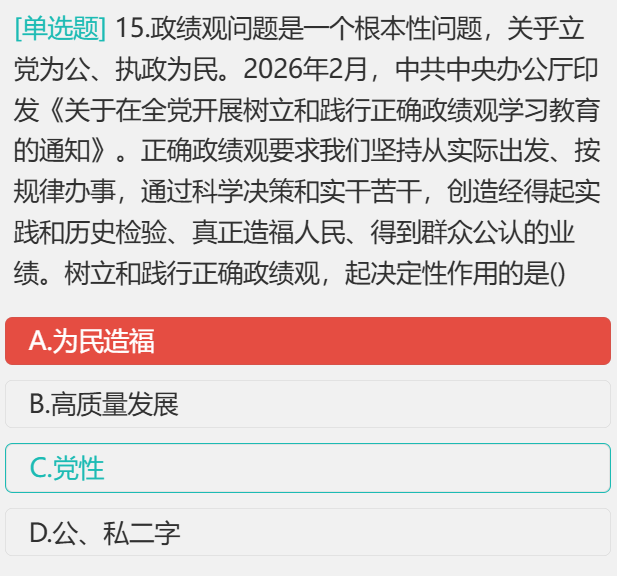 [单选题] 15.政绩观问题是一个根本性问题，关乎立
党为公、执政为民。2026年2月，中共中央办公厅印
发《关于在全党开展树立和践行正确政绩观学习教育
的通知》。正确政绩观要求我们坚持从实际出发、按
规律办事，通过科学决策和实干苦干，创造经得起实
践和历史检验、真正造福人民、得到群众公认的业
绩。树立和践行正确政绩观，起决定性作用的是()
A.为民造福
B.高质量发展
C.党性
D.公、私二字